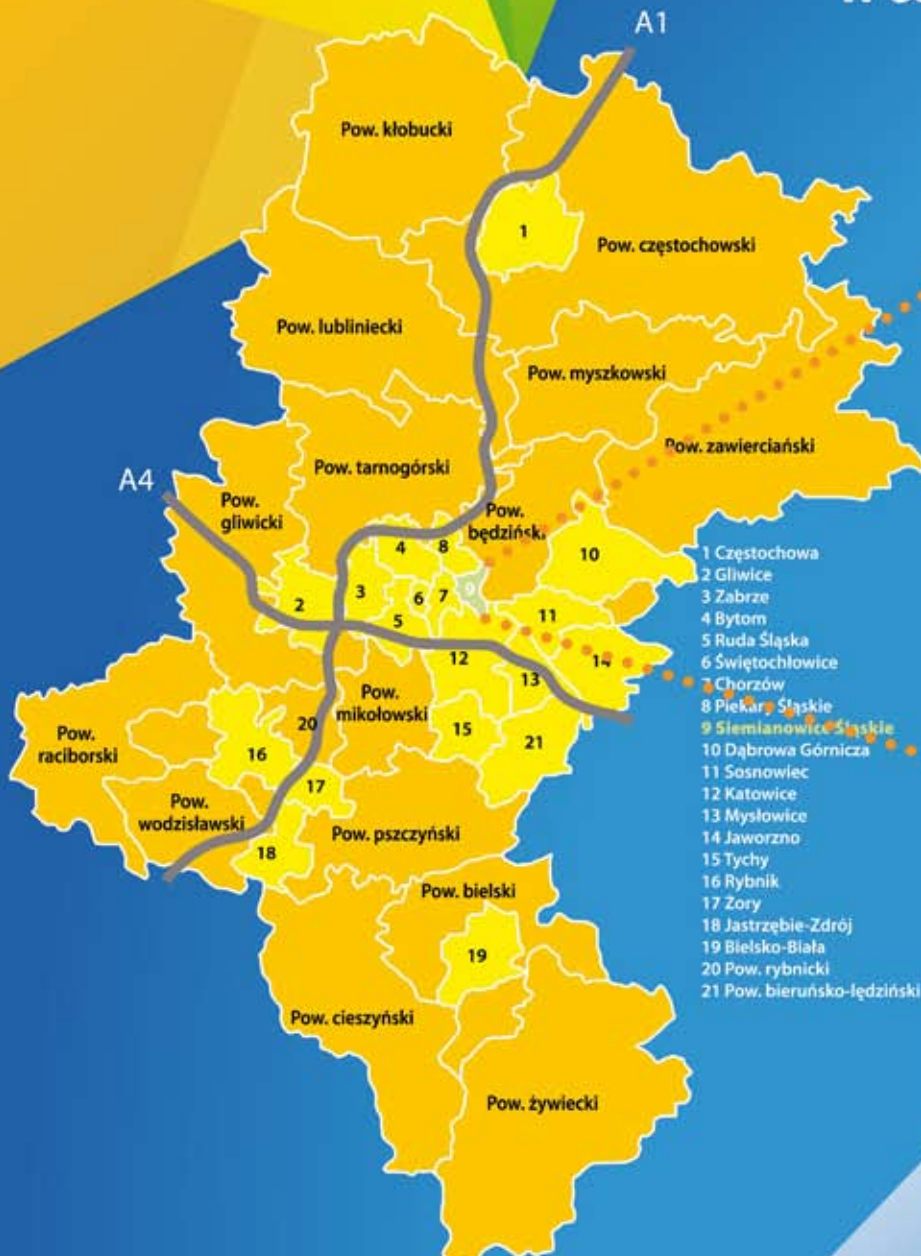 A1
Pow. kłobucki
1
Pow. częstochowski
Pow. lubliniecki
Pow. myszkowski
Pow. zawierciański
Pow. tarnogórski
A4
Pow.
gliwicki
Pow.
będziński
4
8
10
2
3
6
7
9
5
11
12
13
14
Pow.
mikołowski
15
21
20
Pow.
raciborski
16
17
Pow.
wodzisławski
18
Pow. pszczyński
Pow. bielski
19
Pow. cieszyński
Pow. żywiecki
1 Częstochowa
2 Gliwice
3 Zabrze
4 Bytom
5 Ruda Śląska
6 Świętochłowice
7 Chorzów
8 Piekary Śląskie
9 Siemianowice Śląskie
10 Dąbrowa Górnicza
11 Sosnowiec
12 Katowice
13 Mysłowice
14 Jaworzno
15 Tychy
16 Rybnik
17 Żory
18 Jastrzębie-Zdrój
19 Bielsko-Biała
20 Pow. rybnicki
21 Pow. bieruńsko-lędziński